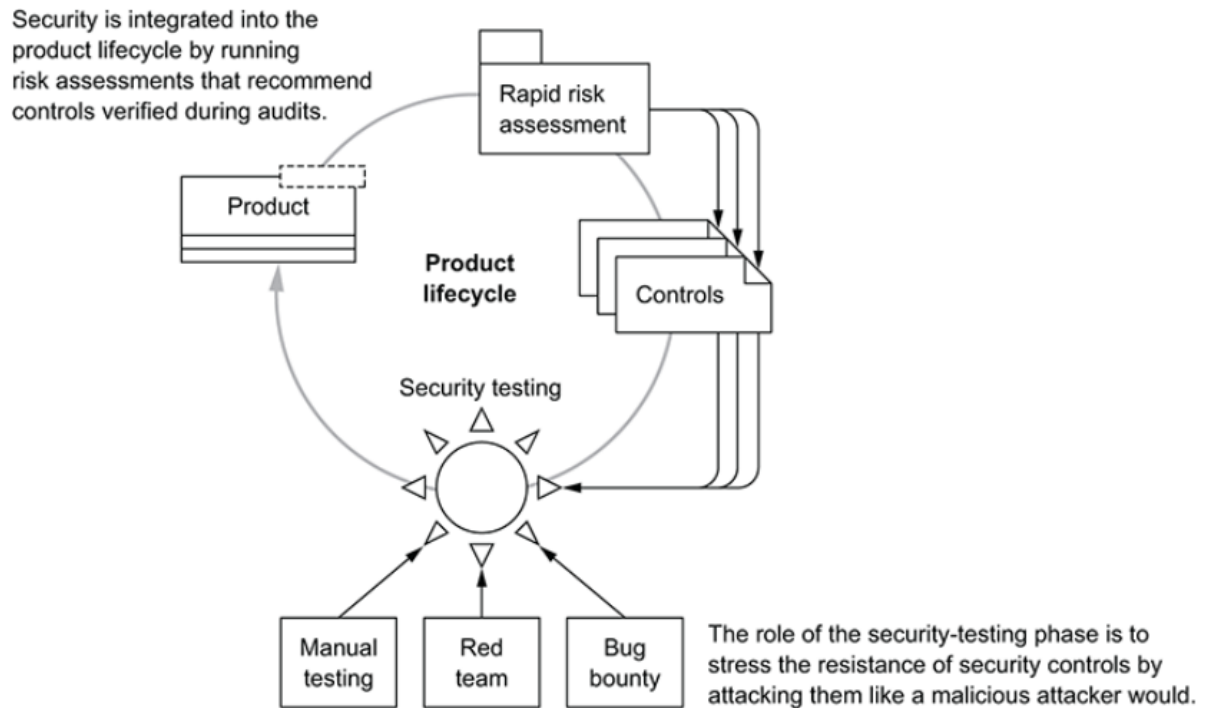 Security is integrated into the
product lifecycle by running
risk assessments that recommend
controls verified during audits.
Rapid risk
assessment
Product
Product
lifecycle
Controls
Security testing
Manual
testing
Red
team
Bug
bounty
The role of the security-testing phase is to
stress the resistance of security controls by
attacking them like a malicious attacker would.